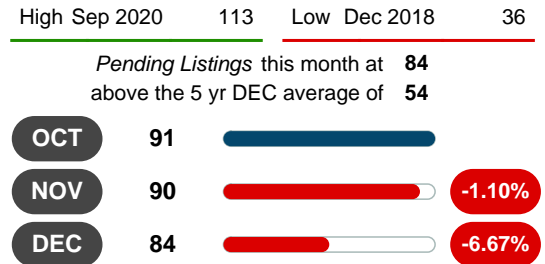 High Sep 2020 113 Low Dec 2018 36
Pending Listings this month at 84
above the 5 yr DEC average of 54
OCT 91
NOV 90 -1.10%
DEC 84 -6.67%